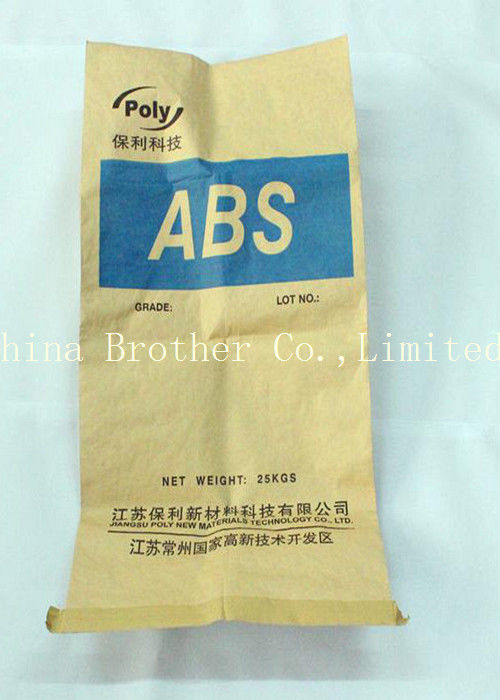 Poly
保利科技
ABS
GRADE: LOT NO.:
hina Brother Co.,Limited
NET WEIGHT: 25KGS
江苏保利新材料科技有限公司
JIANGSU POLY NEW MATERIALS TECHNOLOGY CO., LTD.
江苏常州国家高新技术开发区